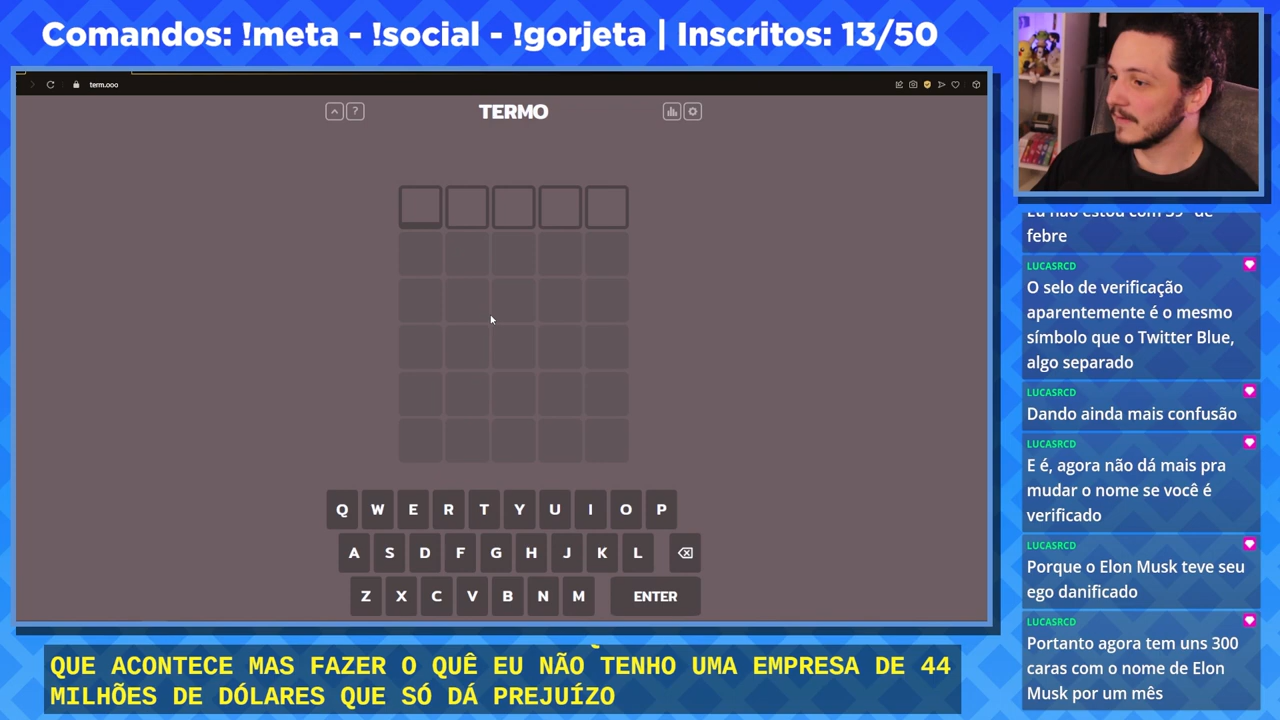 Comandos: !meta - !social - !gorjeta | Inscritos: 13/50
term.ooo
?
TERMO
Q W E R T Y U I O P
A S D F G H J K L
Z X C V B N M ENTER
febre
LUCASRCD
O selo de verificação
aparentemente é o mesmo
símbolo que o Twitter Blue,
algo separado
LUCASRCD
Dando ainda mais confusão
LUCASRCD
E é, agora não dá mais pra
mudar o nome se você é
verificado
LUCASRCD
Porque o Elon Musk teve seu
ego danificado
LUCASRCD
Portanto agora tem uns 300
caras com o nome de Elon
Musk por um mês
QUE ACONTECE MAS FAZER O QUÊ EU NÃO TENHO UMA EMPRESA DE 44
MILHÕES DE DÓLARES QUE SÓ DÁ PREJUÍZO